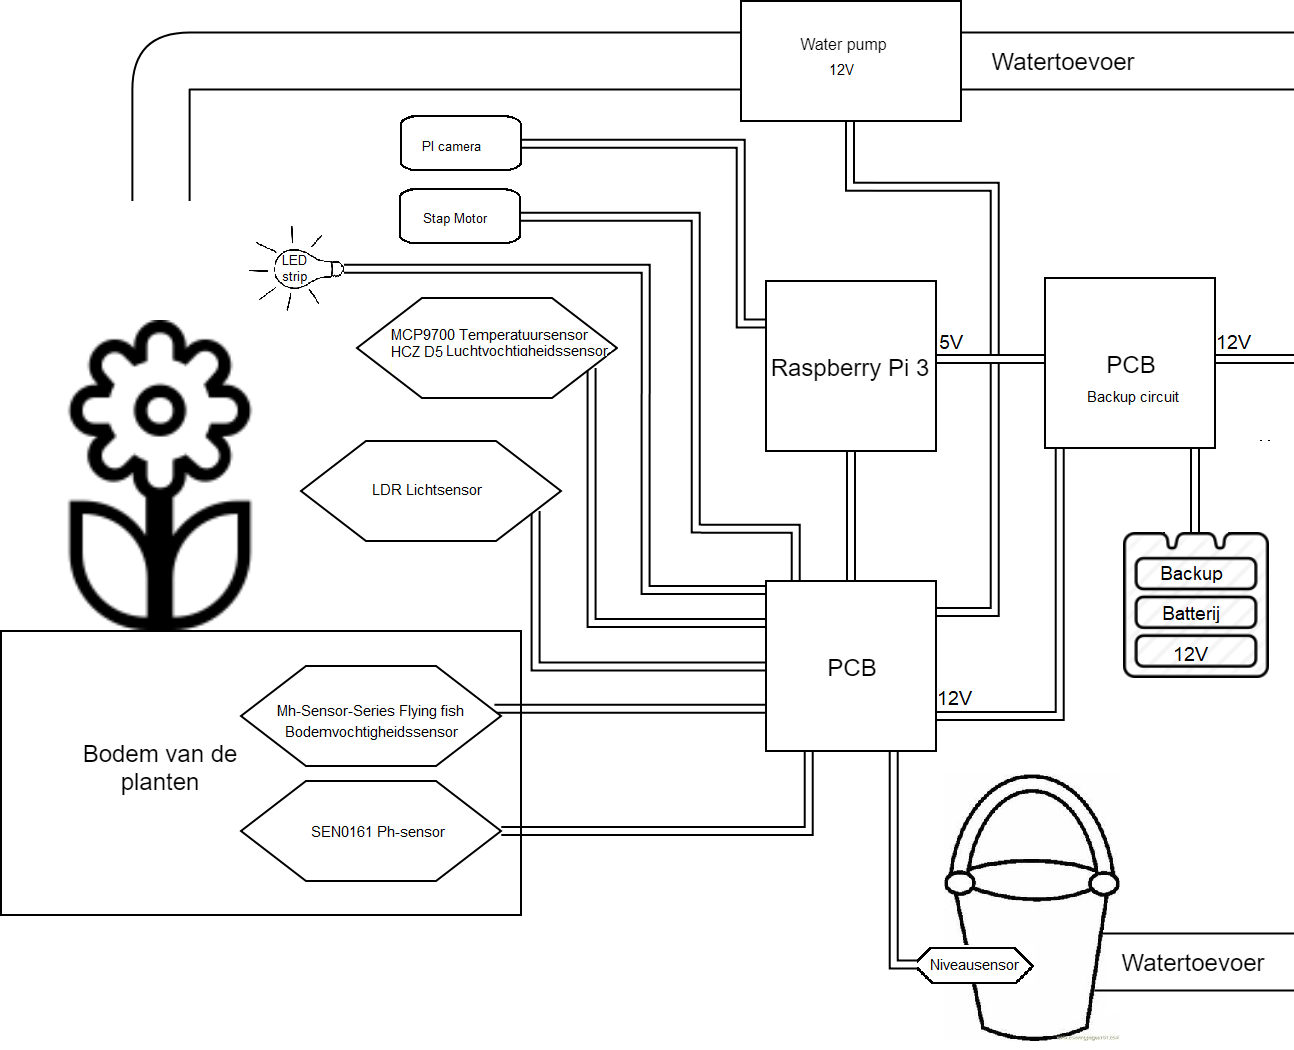 Water pump
12V
Watertoevoer
PI camera
Stap Motor
LED
strip
MCP9700 Temperatuursensor
HCZ D5 Luchtvochtigheidssensor
5V
12V
Raspberry Pi 3
PCB
Backup circuit
LDR Lichtsensor
Backup
Batterij
12V
PCB
12V
Mh-Sensor-Series Flying fish
Bodemvochtigheidssensor
Bodem van de
planten
SEN0161 Ph-sensor
Niveausensor
Watertoevoer